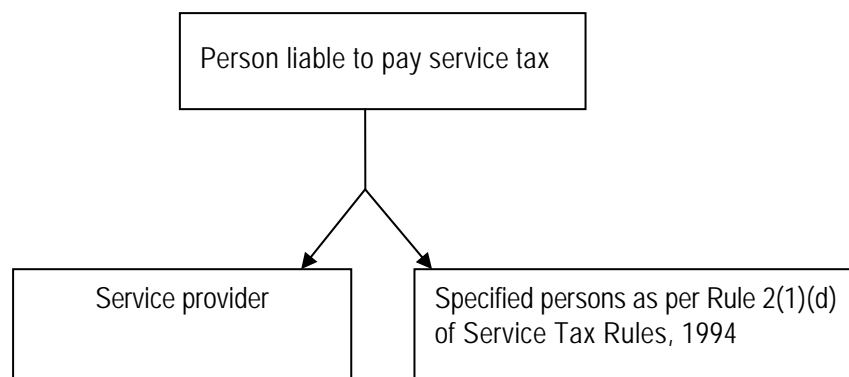 Person liable to pay service tax
Service provider
Specified persons as per Rule 2(1)(d)
of Service Tax Rules, 1994